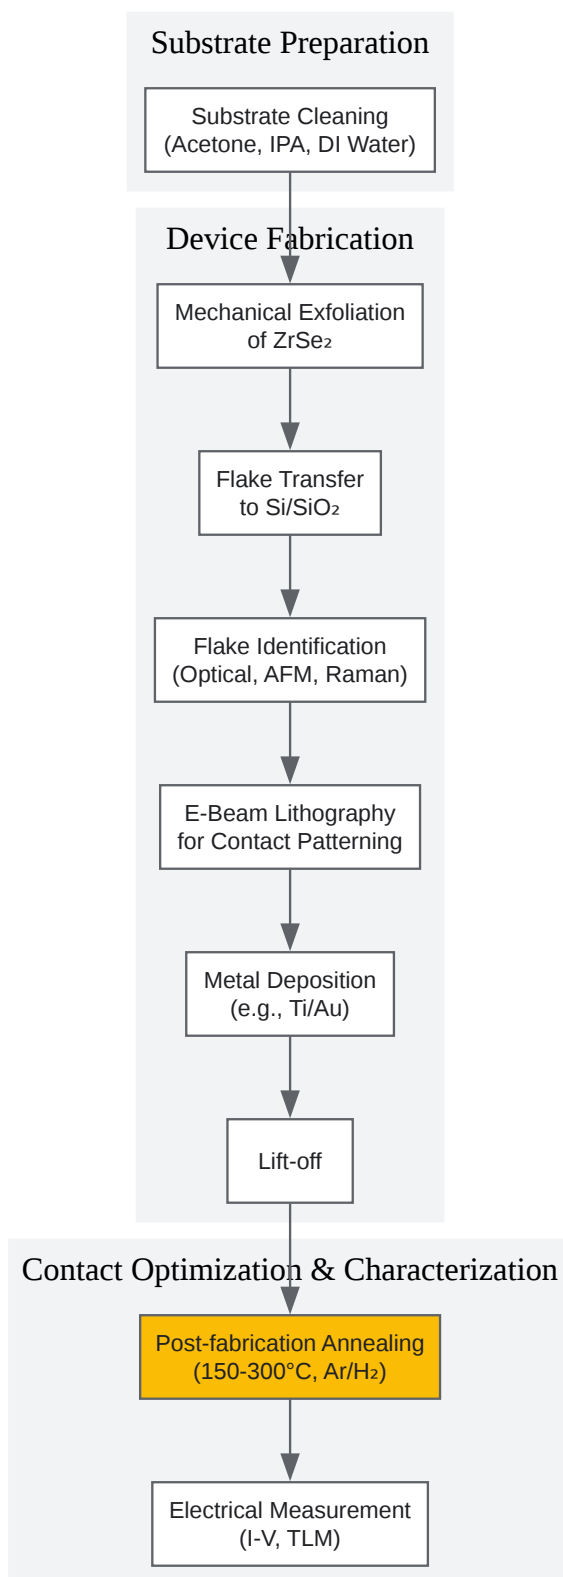 Substrate Preparation
Substrate Cleaning
(Acetone, IPA, DI Water)
Device Fabrication
Mechanical Exfoliation
of ZrSe₂
Flake Transfer
to Si/SiO₂
Flake Identification
(Optical, AFM, Raman)
E-Beam Lithography
for Contact Patterning
Metal Deposition
(e.g., Ti/Au)
Lift-off
Contact Optimization & Characterization
Post-fabrication Annealing
(150-300°C, Ar/H₂)
Electrical Measurement
(I-V, TLM)